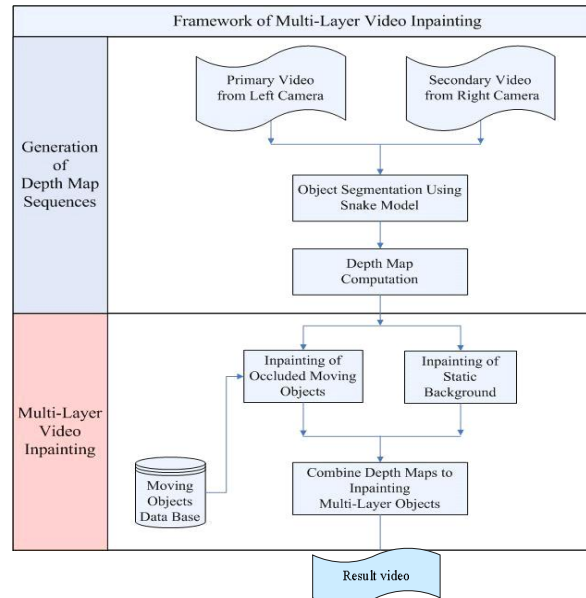 Framework of Multi-Layer Video Inpainting
Primary Video
from Left Camera
Secondary Video
from Right Camera
Generation
of
Depth Map
Sequences
Object Segmentation Using
Snake Model
Depth Map
Computation
Inpainting of
Occluded Moving
Objects
Inpainting of
Static
Background
Multi-Layer
Video
Inpainting
Moving
Objects
Data Base
Combine Depth Maps to
Inpainting
Multi-Layer Objects
Result video